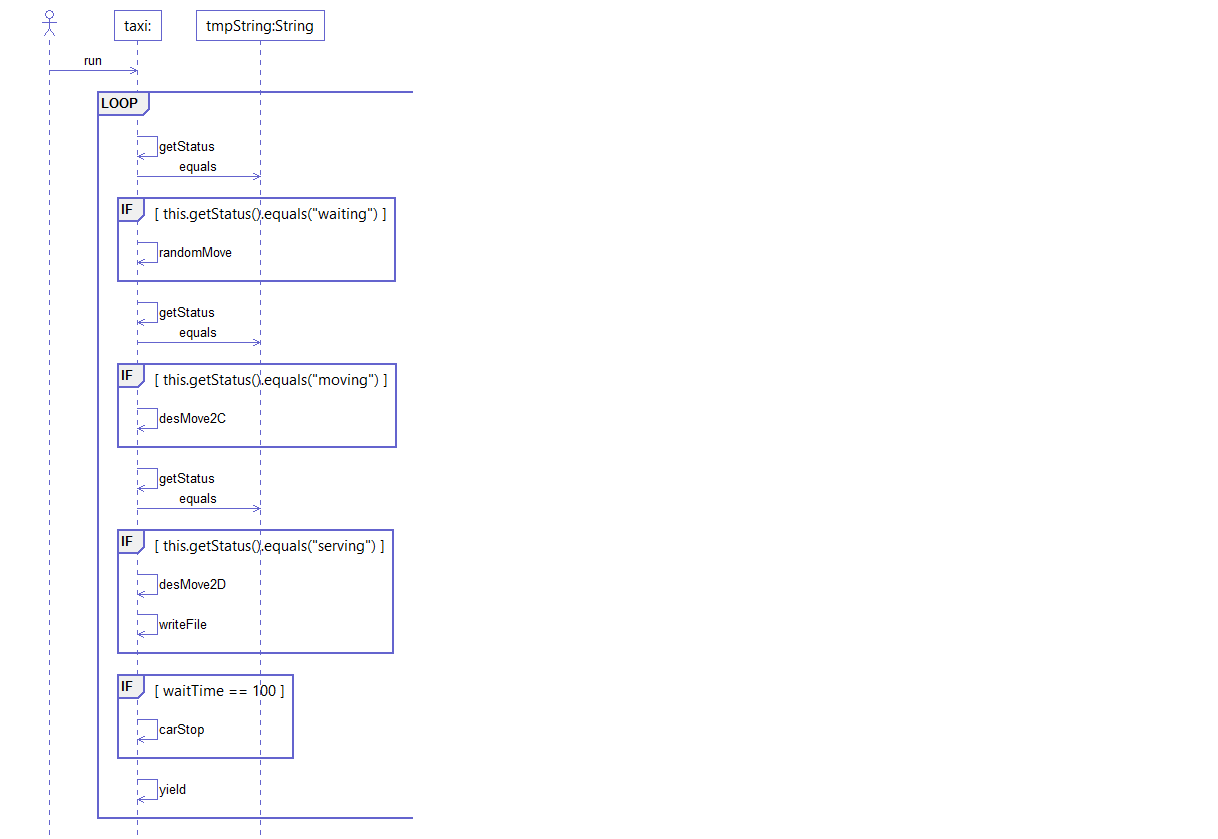 taxi:
tmpString:String
run
LOOP
getStatus
equals
IF
[ this.getStatus().equals("waiting") ]
randomMove
getStatus
equals
IF
[ this.getStatus().equals("moving") ]
desMove2C
getStatus
equals
IF
[ this.getStatus().equals("serving") ]
desMove2D
writeFile
IF
[ waitTime == 100 ]
carStop
yield